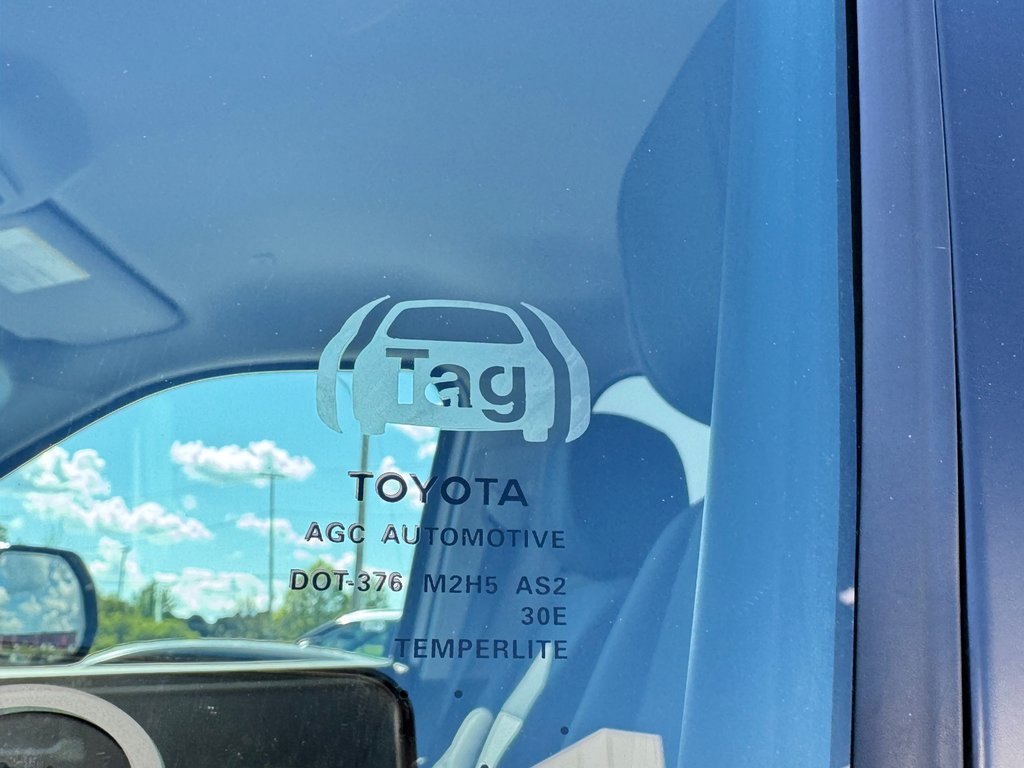 Tag
TOYOTA
AGC AUTOMOTIVE
DOT-376 M2H5 AS2
30E
TEMPERLITE